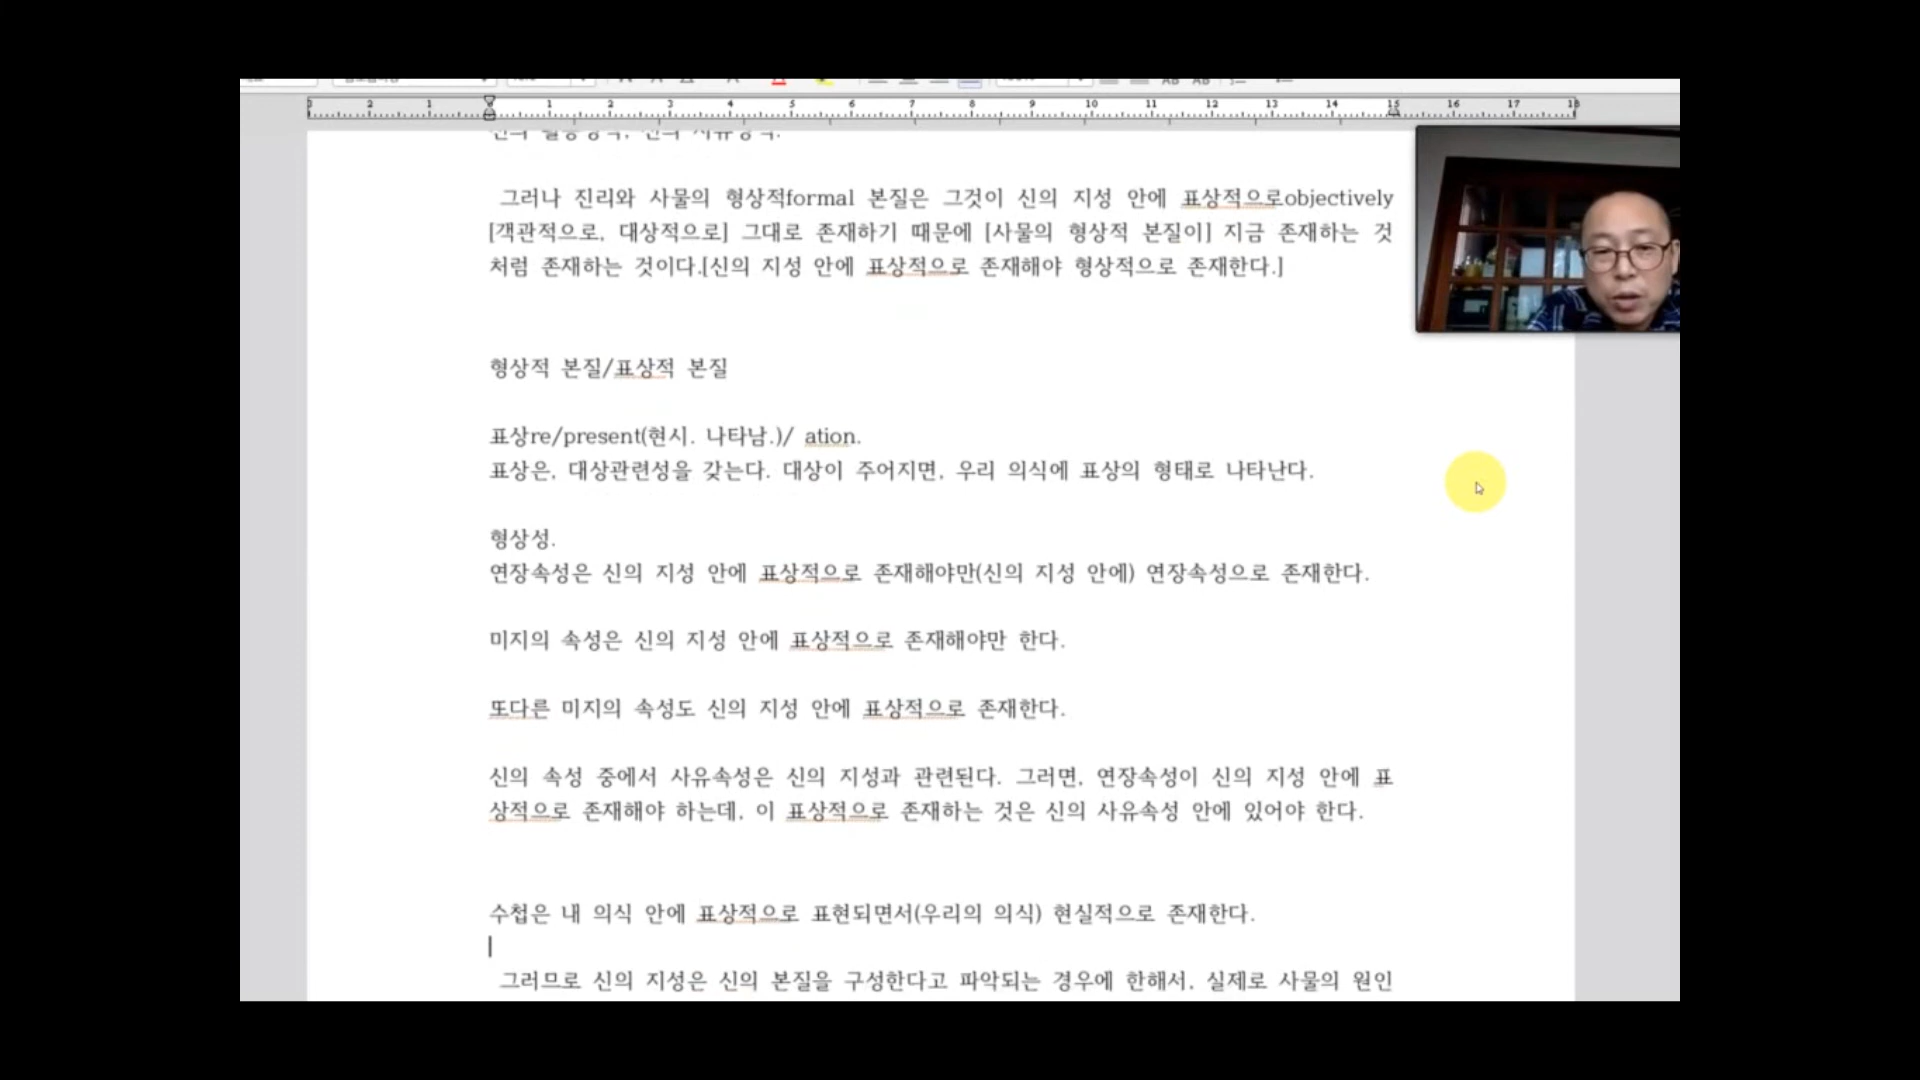 3 2 1 1 2 3 4 5 6 7 8 9 10 11 12 13 14 15 16 17 18
그러나 진리와 사물의 형상적formal 본질은 그것이 신의 지성 안에 표상적으로objectively
[객관적으로, 대상적으로] 그대로 존재하기 때문에 [사물의 형상적 본질이] 지금 존재하는 것
처럼 존재하는 것이다.[신의 지성 안에 표상적으로 존재해야 형상적으로 존재한다.]
형상적 본질/표상적 본질
표상re/present(현시. 나타남.)/ ation.
표상은, 대상관련성을 갖는다. 대상이 주어지면, 우리 의식에 표상의 형태로 나타난다.
형상성.
연장속성은 신의 지성 안에 표상적으로 존재해야만(신의 지성 안에) 연장속성으로 존재한다.
미지의 속성은 신의 지성 안에 표상적으로 존재해야만 한다.
또다른 미지의 속성도 신의 지성 안에 표상적으로 존재한다.
신의 속성 중에서 사유속성은 신의 지성과 관련된다. 그러면, 연장속성이 신의 지성 안에 표
상적으로 존재해야 하는데, 이 표상적으로 존재하는 것은 신의 사유속성 안에 있어야 한다.
수첩은 내 의식 안에 표상적으로 표현되면서(우리의 의식) 현실적으로 존재한다.
그러므로 신의 지성은 신의 본질을 구성한다고 파악되는 경우에 한해서, 실제로 사물의 원인